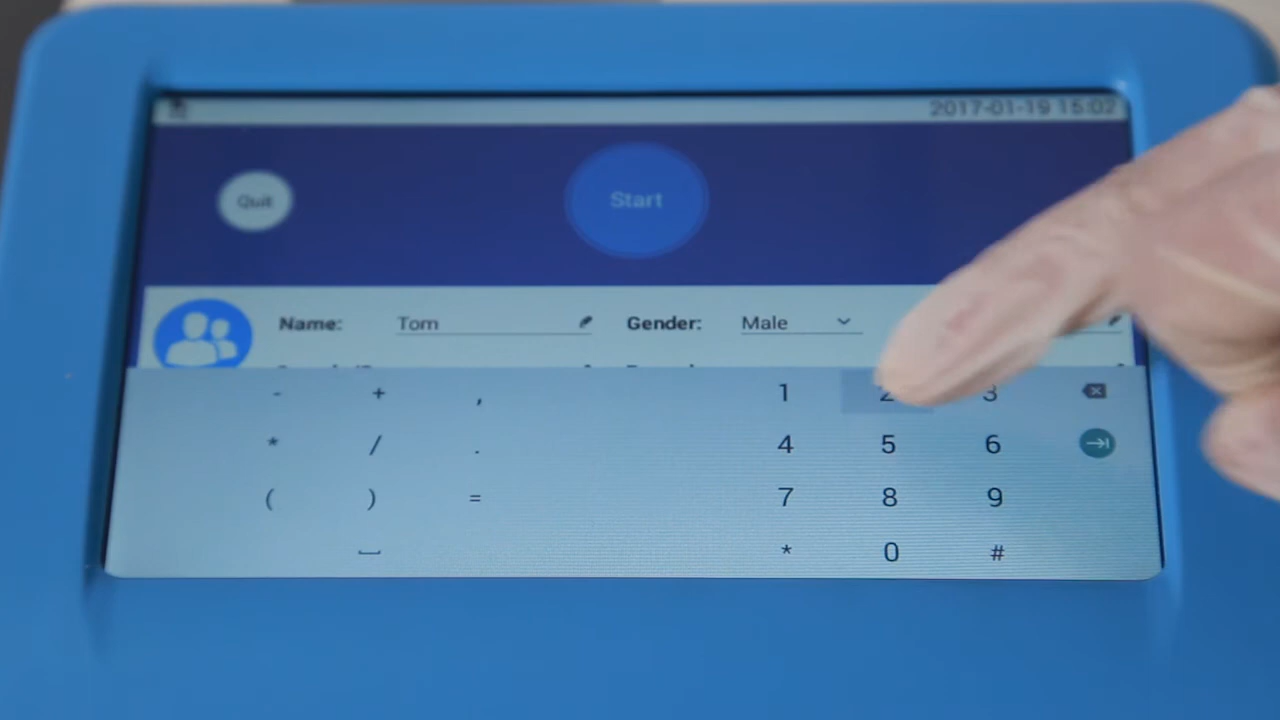 2017-01-19 15:02
Quit
Start
Name: Tom Gender: Male
- + , 1 2 3
* / . 4 5 6
( ) = 7 8 9
* 0 #